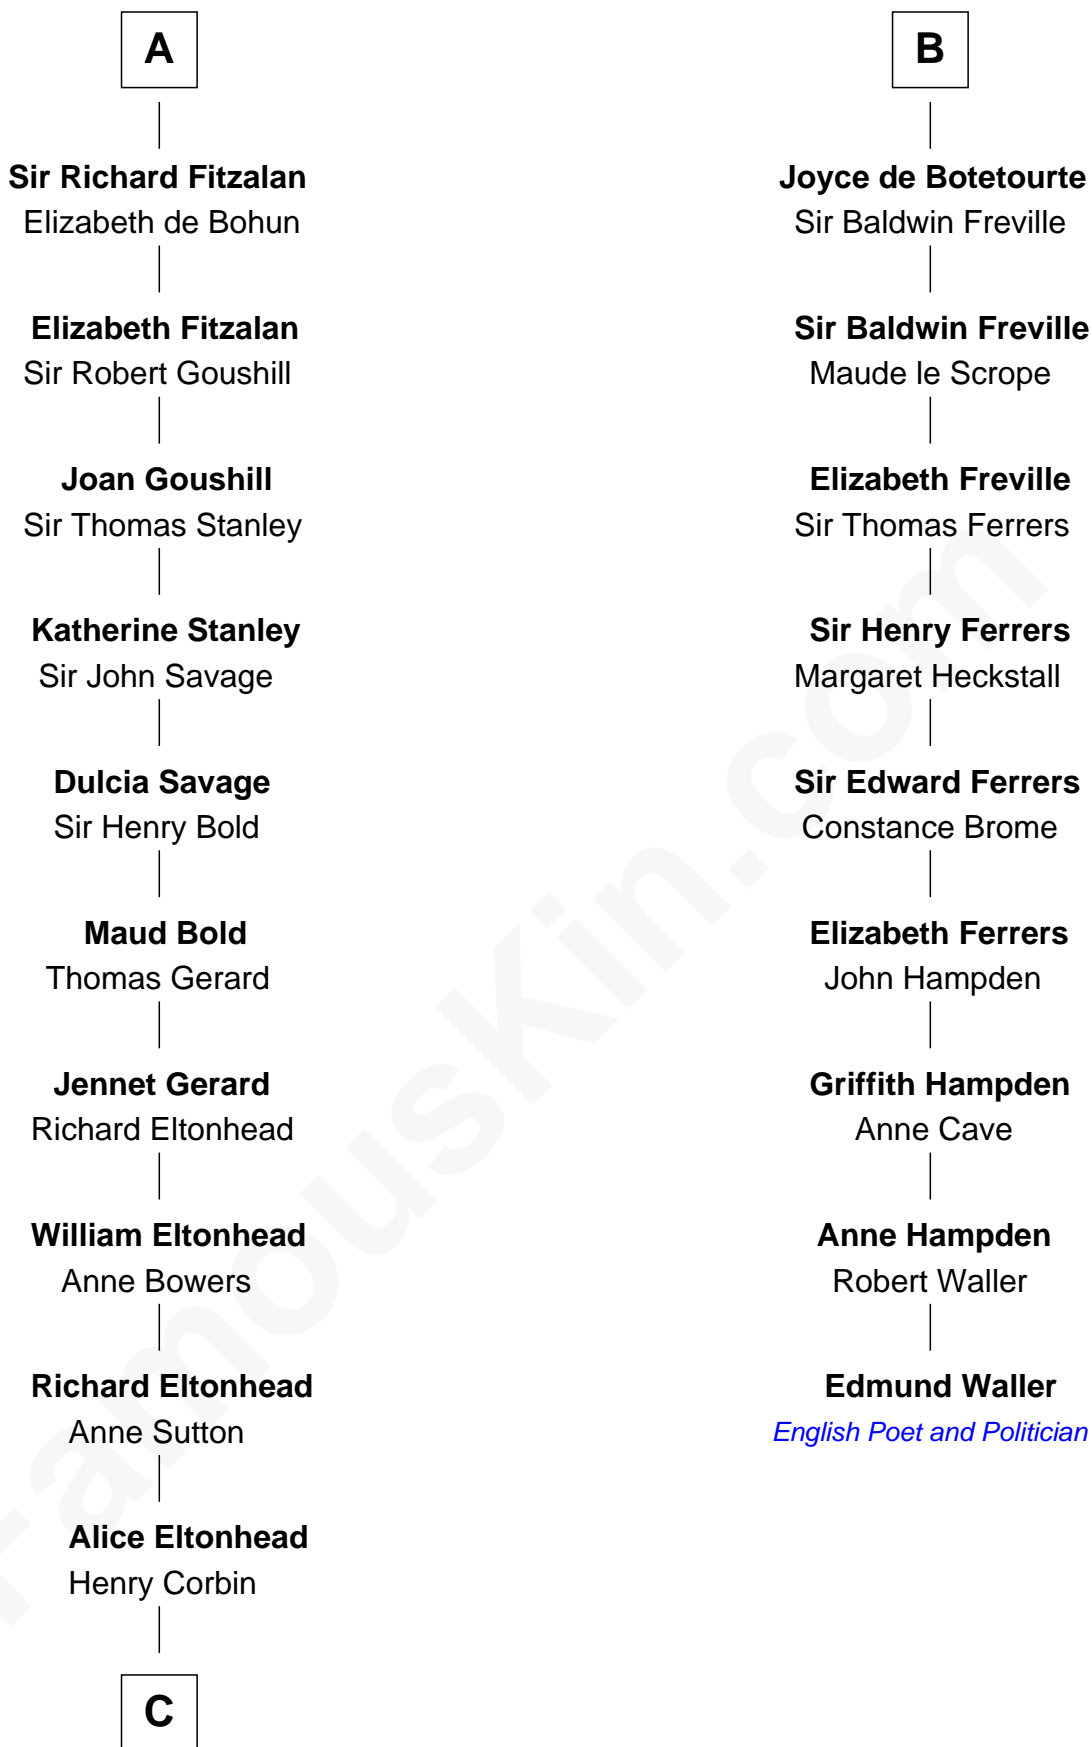 A
Sir Richard Fitzalan
Elizabeth de Bohun
Elizabeth Fitzalan
Sir Robert Goushill
Joan Goushill
Sir Thomas Stanley
Katherine Stanley
Sir John Savage
Dulcia Savage
Sir Henry Bold
Maud Bold
Thomas Gerard
Jennet Gerard
Richard Eltonhead
William Eltonhead
Anne Bowers
Richard Eltonhead
Anne Sutton
Alice Eltonhead
Henry Corbin
C
B
Joyce de Botetourte
Sir Baldwin Freville
Sir Baldwin Freville
Maude le Scrope
Elizabeth Freville
Sir Thomas Ferrers
Sir Henry Ferrers
Margaret Heckstall
Sir Edward Ferrers
Constance Brome
Elizabeth Ferrers
John Hampden
Griffith Hampden
Anne Cave
Anne Hampden
Robert Waller
Edmund Waller
English Poet and Politician
FamousKin.com